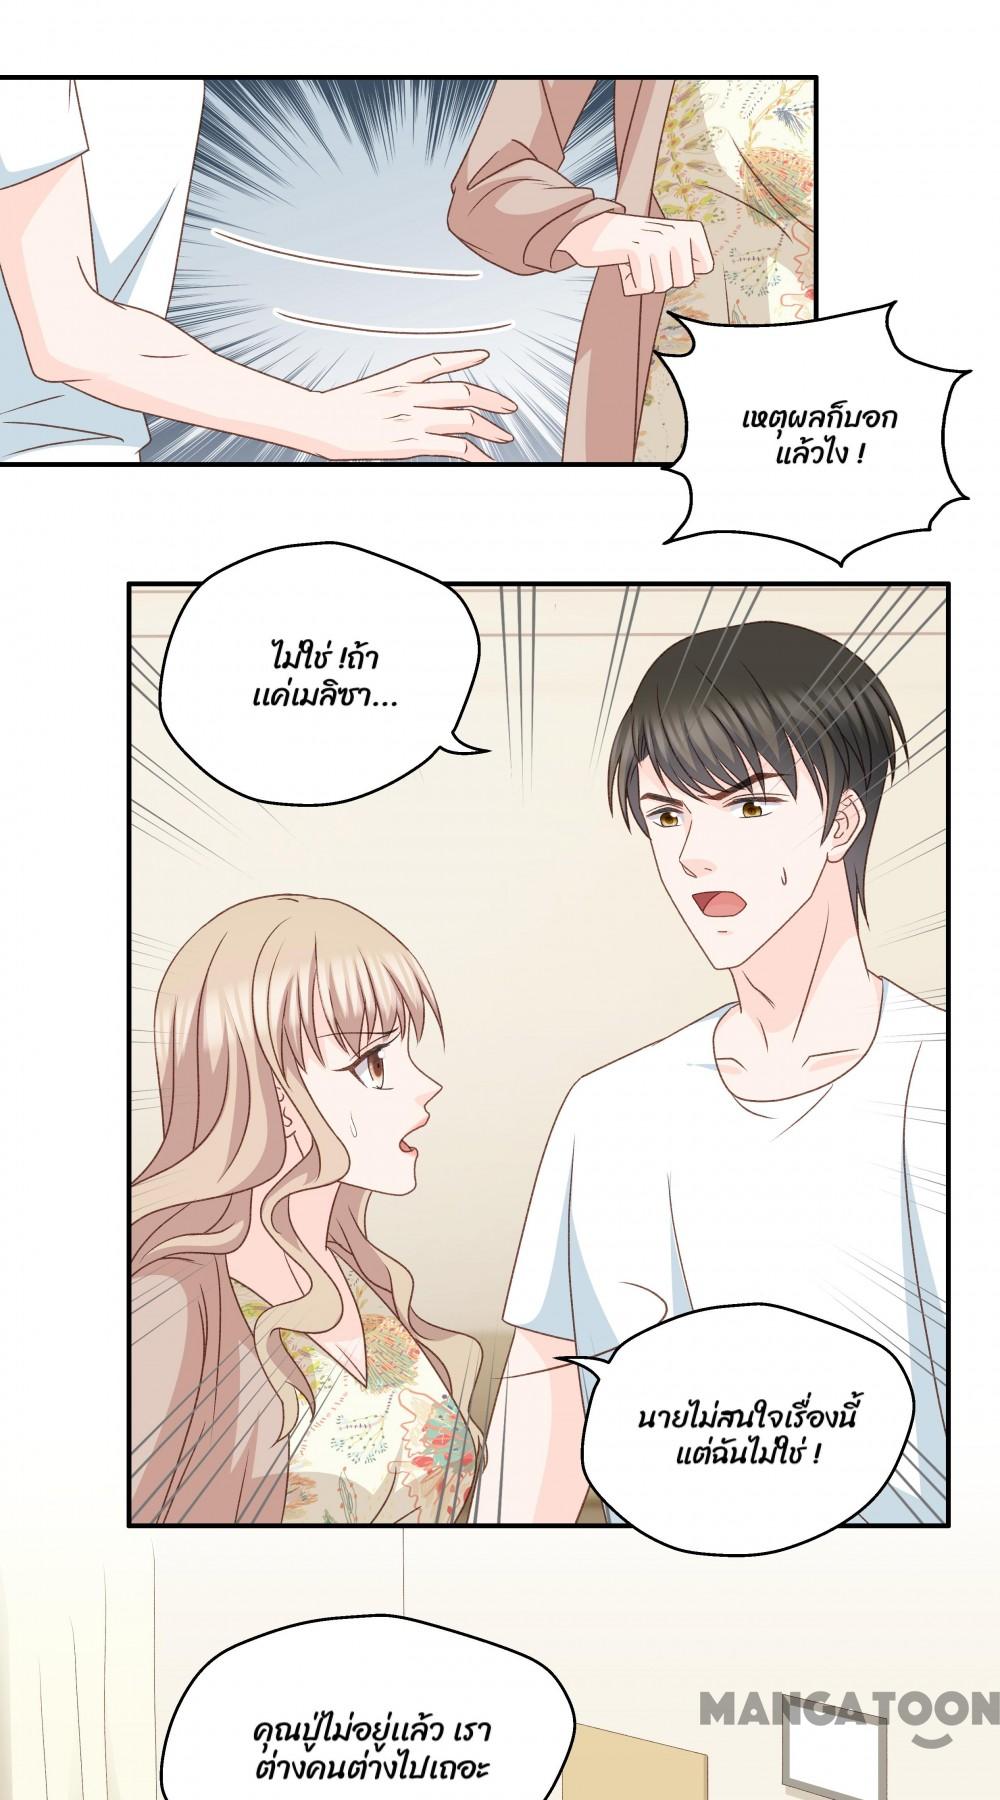 เหตุผลก็บอก
แล้วไง !
ไม่ใช่ !ถ้า
แค่เมลิซา...
นายไม่สนใจเรื่องนี้
แต่ฉันไม่ใช่ !
MANGATOON
คุณปู่ไม่อยู่แล้ว เรา
ต่างคนต่างไปเถอะ